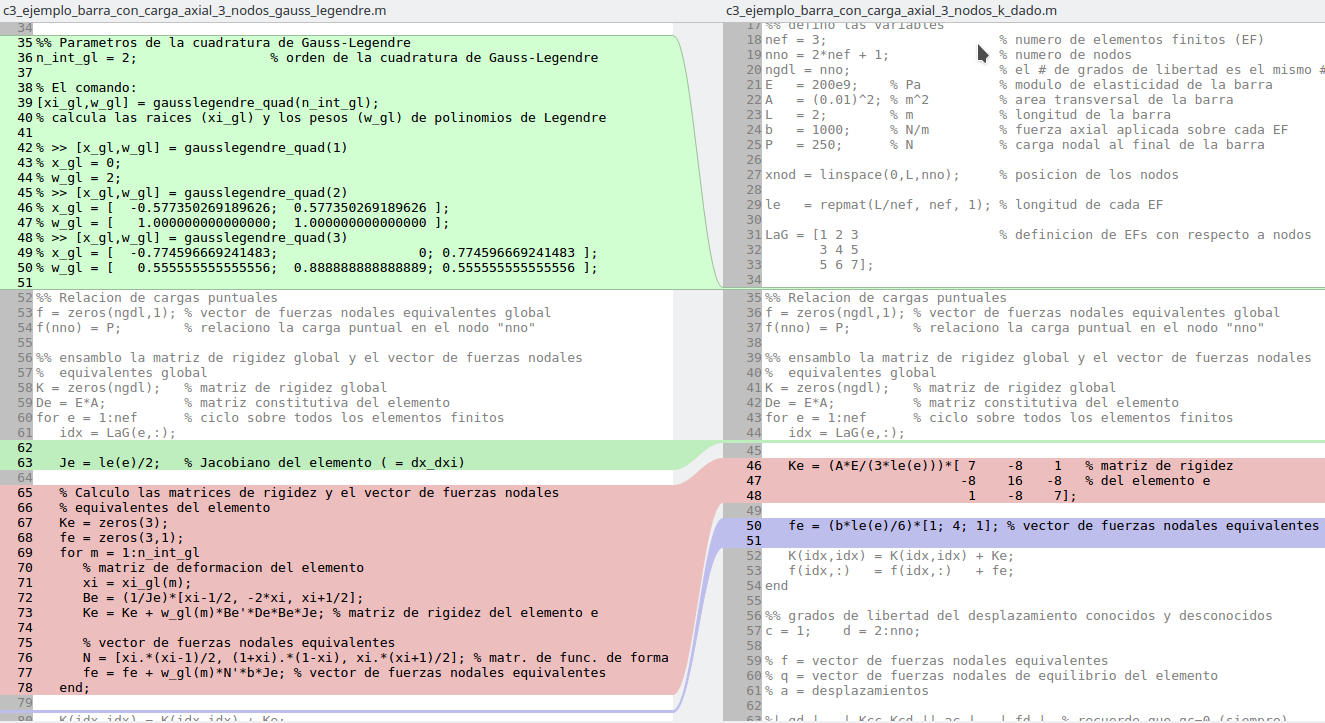 c3_ejemplo_barra_con_carga_axial_3_nodos_gauss_legendre.m
34
35 %% Parametros de la cuadratura de Gauss-Legendre
36 n_int_gl = 2; % orden de la cuadratura de Gauss-Legendre
37
38 % El comando:
39 [xi_gl,w_gl] = gausslegendre_quad(n_int_gl);
40 % calcula las raices (xi_gl) y los pesos (w_gl) de polinomios de Legendre
41
42 % >> [x_gl,w_gl] = gausslegendre_quad(1)
43 % x_gl = 0;
44 % w_gl = 2;
45 % >> [x_gl,w_gl] = gausslegendre_quad(2)
46 % x_gl = [ -0.577350269189626; 0.577350269189626 ];
47 % w_gl = [ 1.000000000000000; 1.000000000000000 ];
48 % >> [x_gl,w_gl] = gausslegendre_quad(3)
49 % x_gl = [ -0.774596669241483; 0; 0.774596669241483 ];
50 % w_gl = [ 0.555555555555556; 0.888888888888889; 0.555555555555556 ];
51
52 %% Relacion de cargas puntuales
53 f = zeros(ngdl,1); % vector de fuerzas nodales equivalentes global
54 f(nno) = P; % relaciono la carga puntual en el nodo "nno"
55
56 %% ensamblo la matriz de rigidez global y el vector de fuerzas nodales
57 % equivalentes global
58 K = zeros(ngdl); % matriz de rigidez global
59 De = E*A; % matriz constitutiva del elemento
60 for e = 1:nef % ciclo sobre todos los elementos finitos
61 idx = LaG(e,:);
62
63 Je = le(e)/2; % Jacobiano del elemento ( = dx_dxi)
64
65 % Calculo las matrices de rigidez y el vector de fuerzas nodales
66 % equivalentes del elemento
67 Ke = zeros(3);
68 fe = zeros(3,1);
69 for m = 1:n_int_gl
70 % matriz de deformacion del elemento
71 xi = xi_gl(m);
72 Be = (1/Je)*[xi-1/2, -2*xi, xi+1/2];
73 Ke = Ke + w_gl(m)*Be'*De*Be*Je; % matriz de rigidez del elemento e
74
75 % vector de fuerzas nodales equivalentes
76 N = [xi.*(xi-1)/2, (1+xi).*(1-xi), xi.*(xi+1)/2]; % matr. de func. de forma
77 fe = fe + w_gl(m)*N'*b*Je; % vector de fuerzas nodales equivalentes
78 end;
79
80 K(idx,idx) = K(idx,idx) + Ke;
c3_ejemplo_barra_con_carga_axial_3_nodos_k_dado.m
17 %% defino las variables
18 nef = 3; % numero de elementos finitos (EF)
19 nno = 2*nef + 1; % numero de nodos
20 ngdl = nno; % el # de grados de libertad es el mismo #
21 E = 200e9; % Pa % modulo de elasticidad de la barra
22 A = (0.01)^2; % m^2 % area transversal de la barra
23 L = 2; % m % longitud de la barra
24 b = 1000; % N/m % fuerza axial aplicada sobre cada EF
25 P = 250; % N % carga nodal al final de la barra
26
27 xnod = linspace(0,L,nno); % posicion de los nodos
28
29 le = repmat(L/nef, nef, 1); % longitud de cada EF
30
31 LaG = [1 2 3 % definicion de EFs con respecto a nodos
32 3 4 5
33 5 6 7];
34
35 %% Relacion de cargas puntuales
36 f = zeros(ngdl,1); % vector de fuerzas nodales equivalentes global
37 f(nno) = P; % relaciono la carga puntual en el nodo "nno"
38
39 %% ensamblo la matriz de rigidez global y el vector de fuerzas nodales
40 % equivalentes global
41 K = zeros(ngdl); % matriz de rigidez global
42 De = E*A; % matriz constitutiva del elemento
43 for e = 1:nef % ciclo sobre todos los elementos finitos
44 idx = LaG(e,:);
45
46 Ke = (A*E/(3*le(e)))*[ 7 -8 1 % matriz de rigidez
47 -8 16 -8 % del elemento e
48 1 -8 7];
49
50 fe = (b*le(e)/6)*[1; 4; 1]; % vector de fuerzas nodales equivalentes
51
52 K(idx,idx) = K(idx,idx) + Ke;
53 f(idx,:) = f(idx,:) + fe;
54 end
55
56 %% grados de libertad del desplazamiento conocidos y desconocidos
57 c = 1; d = 2:nno;
58
59 % f = vector de fuerzas nodales equivalentes
60 % q = vector de fuerzas nodales de equilibrio del elemento
61 % a = desplazamientos
62
63 %| qd | | Kcc Kcd || ac | | fd | % recuerde que qc=0 (siempre)